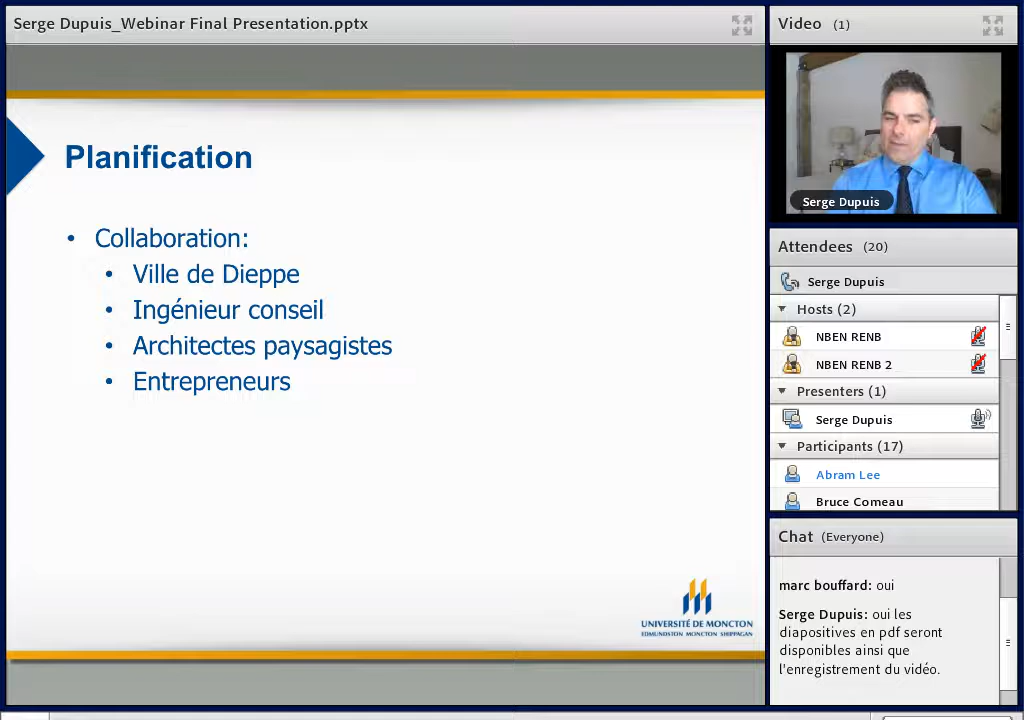 Serge Dupuis_Webinar Final Presentation.pptx
Planification
• Collaboration:
• Ville de Dieppe
• Ingénieur conseil
• Architectes paysagistes
• Entrepreneurs
UNIVERSITÉ DE MONCTON
EDMUNDSTON MONCTON SHIPPAGAN
Video (1)
Serge Dupuis
Attendees (20)
Serge Dupuis
Hosts (2)
NBEN RENB
NBEN RENB 2
Presenters (1)
Serge Dupuis
Participants (17)
Abram Lee
Bruce Comeau
Chat (Everyone)
marc bouffard: oui
Serge Dupuis: oui les
diapositives en pdf seront
disponibles ainsi que
l'enregistrement du vidéo.